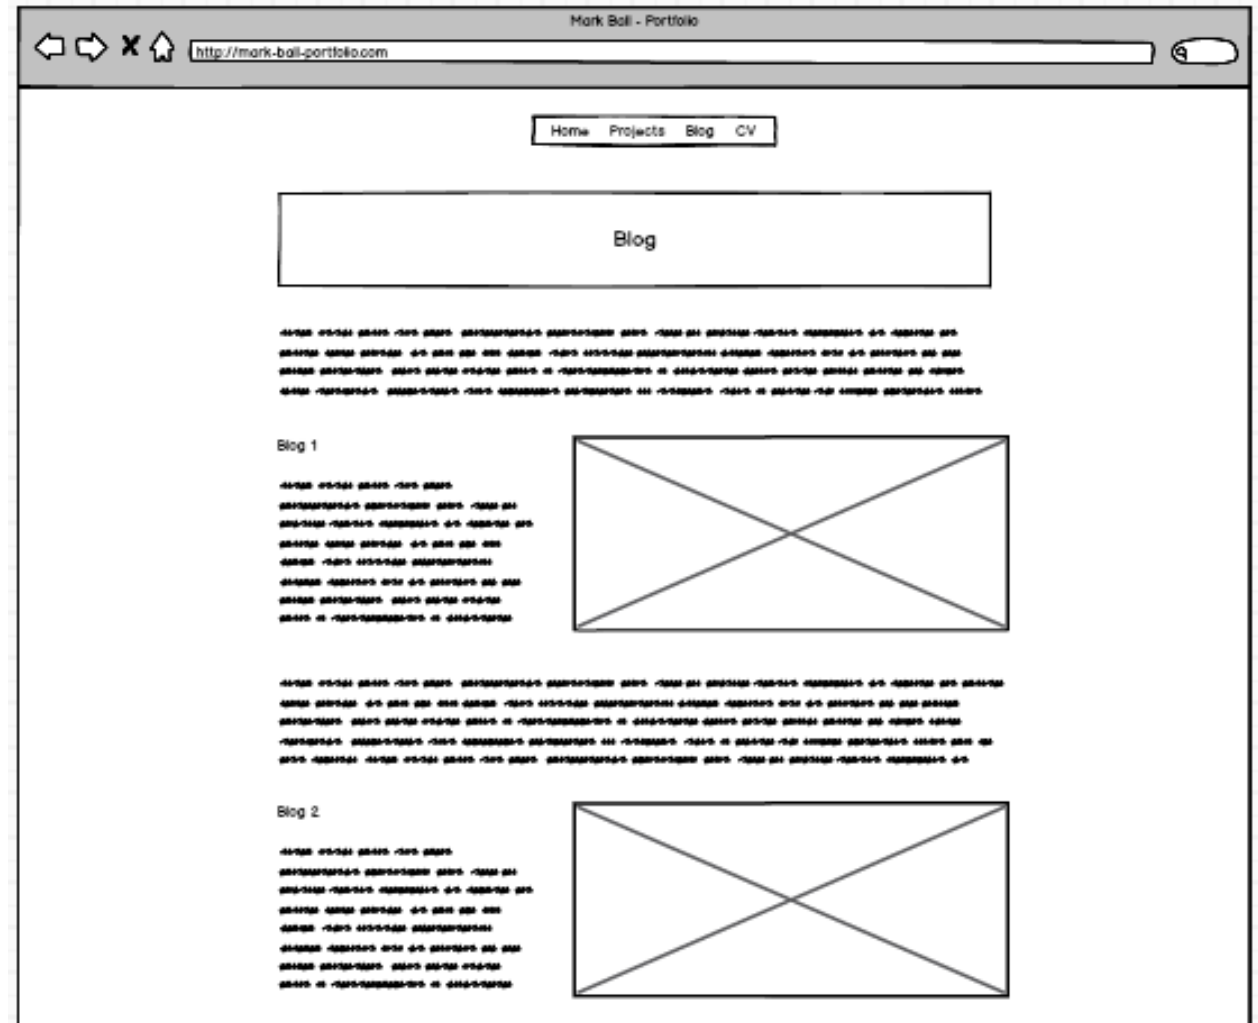 Mark Ball - Portfolio
http://mark-ball-portfolio.com
Home Projects Blog CV
Blog
Blog 1
Blog 2